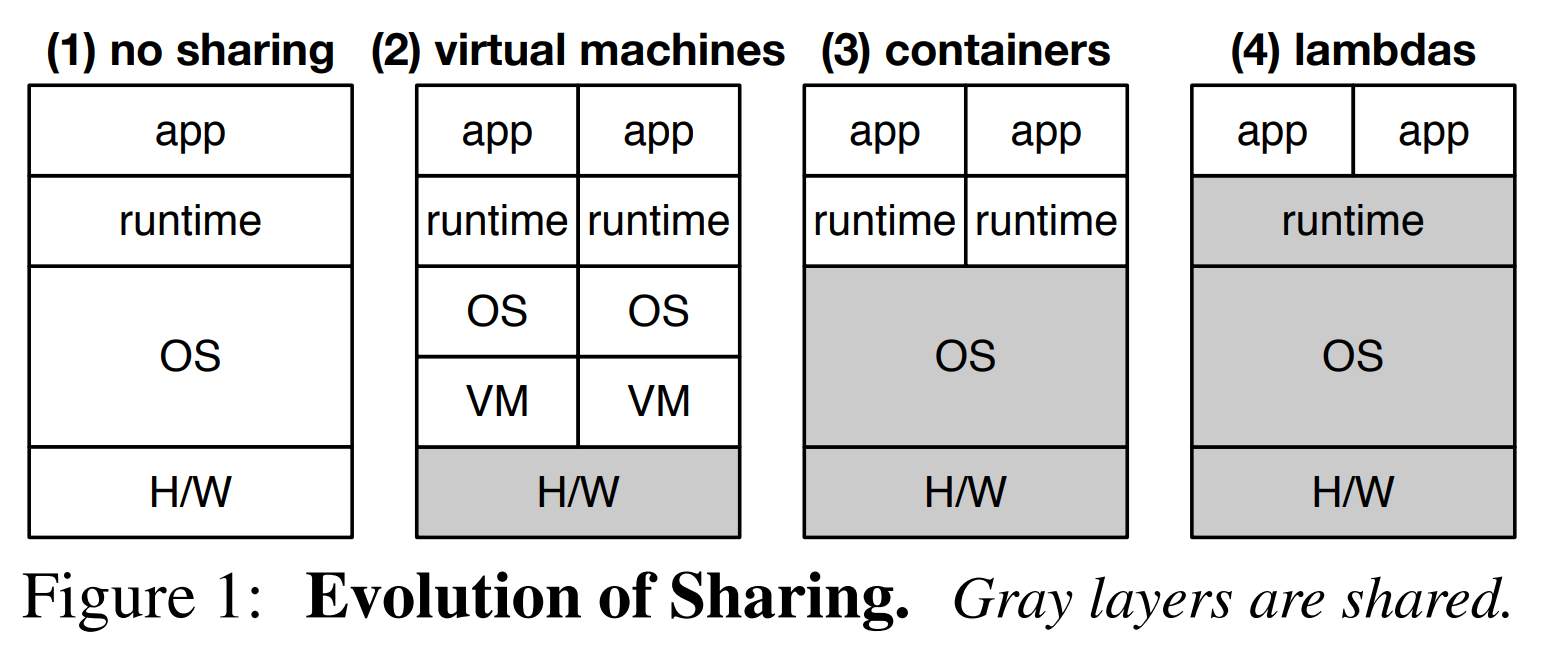 (1) no sharing
app
runtime
OS
H/W
(2) virtual machines
app app
runtime runtime
OS OS
VM VM
H/W
(3) containers
app app
runtime runtime
OS
H/W
(4) lambdas
app app
runtime
OS
H/W
Figure 1: Evolution of Sharing. Gray layers are shared.